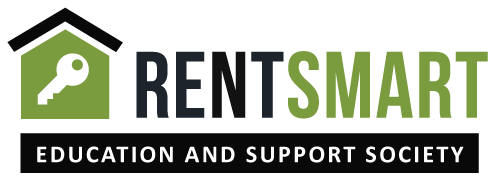 RENTSMART
EDUCATION AND SUPPORT SOCIETY